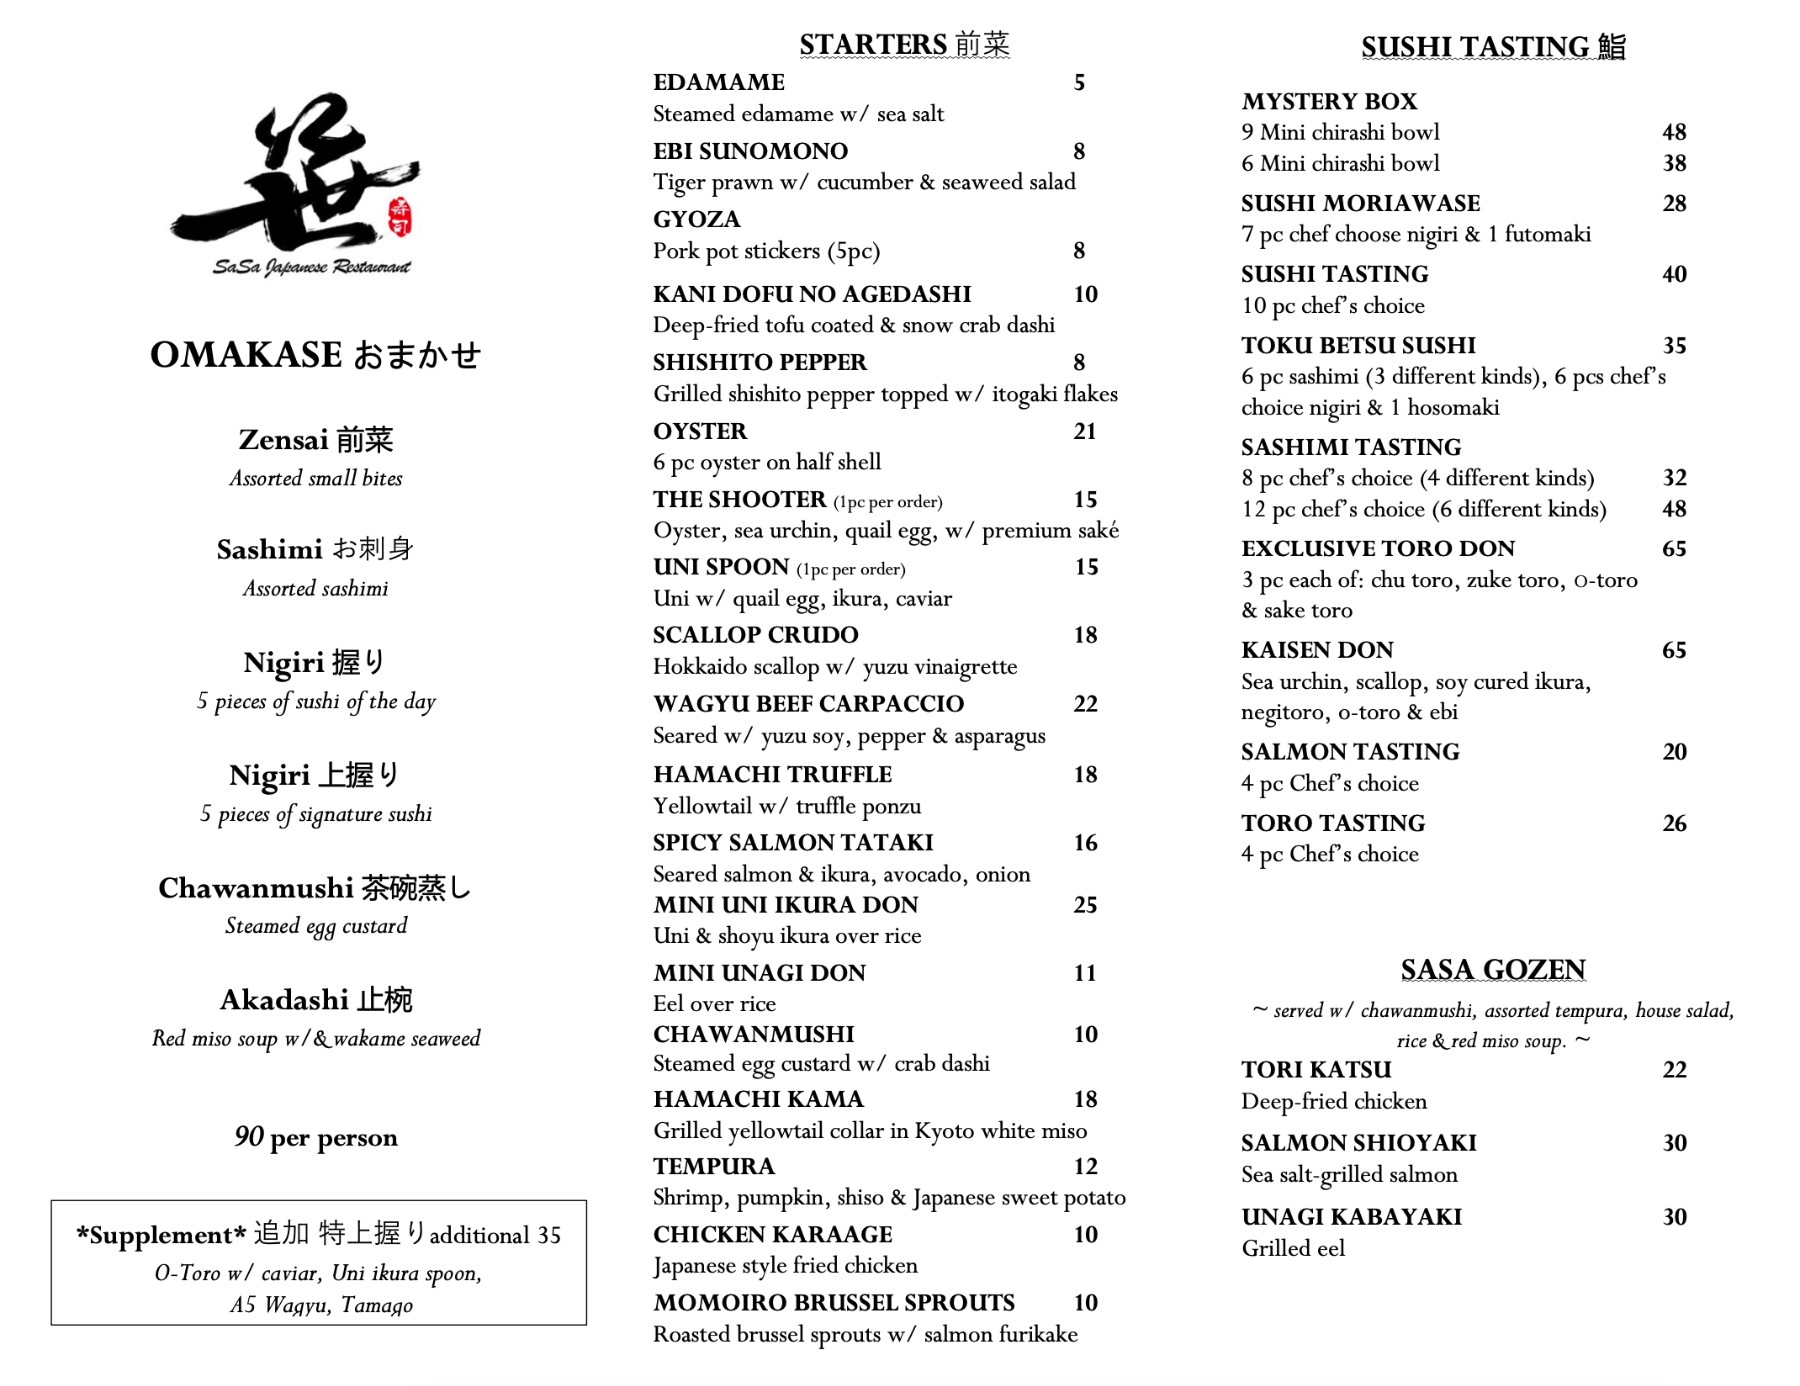 笹
寿司
SaSa Japanese Restaurant
OMAKASE おまかせ
Zensai 前菜
Assorted small bites
Sashimi お刺身
Assorted sashimi
Nigiri 握り
5 pieces of sushi of the day
Nigiri 上握り
5 pieces of signature sushi
Chawanmushi 茶碗蒸し
Steamed egg custard
Akadashi 止椀
Red miso soup w/& wakame seaweed
90 per person
*Supplement* 追加 特上握り additional 35
O-Toro w/ caviar, Uni ikura spoon,
A5 Wagyu, Tamago
STARTERS 前菜
EDAMAME 5
Steamed edamame w/ sea salt
EBI SUNOMONO 8
Tiger prawn w/ cucumber & seaweed salad
GYOZA
Pork pot stickers (5pc) 8
KANI DOFU NO AGEDASHI 10
Deep-fried tofu coated & snow crab dashi
SHISHITO PEPPER 8
Grilled shishito pepper topped w/ itogaki flakes
OYSTER 21
6 pc oyster on half shell
THE SHOOTER (1pc per order) 15
Oyster, sea urchin, quail egg, w/ premium saké
UNI SPOON (1pc per order) 15
Uni w/ quail egg, ikura, caviar
SCALLOP CRUDO 18
Hokkaido scallop w/ yuzu vinaigrette
WAGYU BEEF CARPACCIO 22
Seared w/ yuzu soy, pepper & asparagus
HAMACHI TRUFFLE 18
Yellowtail w/ truffle ponzu
SPICY SALMON TATAKI 16
Seared salmon & ikura, avocado, onion
MINI UNI IKURA DON 25
Uni & shoyu ikura over rice
MINI UNAGI DON 11
Eel over rice
CHAWANMUSHI 10
Steamed egg custard w/ crab dashi
HAMACHI KAMA 18
Grilled yellowtail collar in Kyoto white miso
TEMPURA 12
Shrimp, pumpkin, shiso & Japanese sweet potato
CHICKEN KARAAGE 10
Japanese style fried chicken
MOMOIRO BRUSSEL SPROUTS 10
Roasted brussel sprouts w/ salmon furikake
SUSHI TASTING 鮨
MYSTERY BOX
9 Mini chirashi bowl 48
6 Mini chirashi bowl 38
SUSHI MORIAWASE 28
7 pc chef choose nigiri & 1 futomaki
SUSHI TASTING 40
10 pc chef's choice
TOKU BETSU SUSHI 35
6 pc sashimi (3 different kinds), 6 pcs chef's
choice nigiri & 1 hosomaki
SASHIMI TASTING
8 pc chef's choice (4 different kinds) 32
12 pc chef's choice (6 different kinds) 48
EXCLUSIVE TORO DON 65
3 pc each of: chu toro, zuke toro, O-toro
& sake toro
KAISEN DON 65
Sea urchin, scallop, soy cured ikura,
negitoro, o-toro & ebi
SALMON TASTING 20
4 pc Chef's choice
TORO TASTING 26
4 pc Chef's choice
SASA GOZEN
~ served w/ chawanmushi, assorted tempura, house salad,
rice & red miso soup. ~
TORI KATSU 22
Deep-fried chicken
SALMON SHIOYAKI 30
Sea salt-grilled salmon
UNAGI KABAYAKI 30
Grilled eel